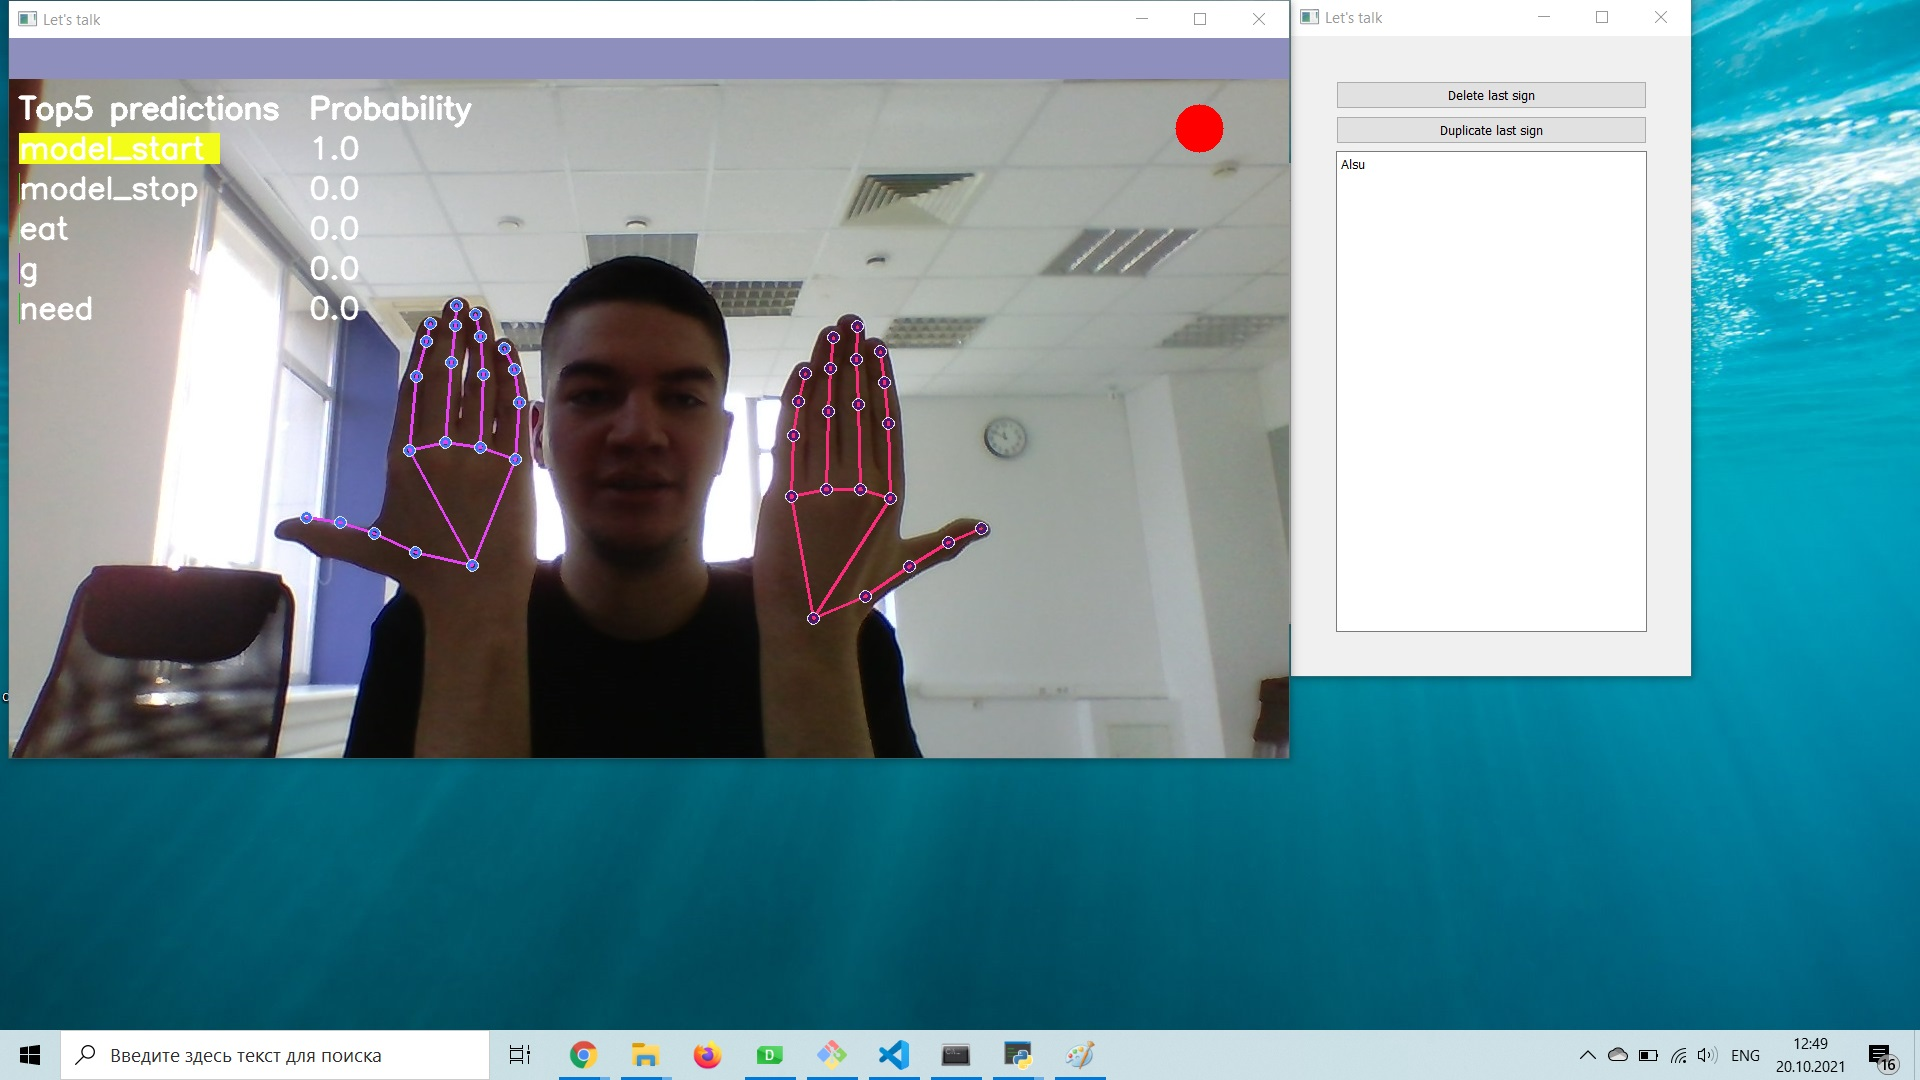 Let's talk
Top5 predictions Probability
model_start 1.0
model_stop 0.0
eat 0.0
g 0.0
need 0.0
Let's talk
Delete last sign
Duplicate last sign
Alsu
Введите здесь текст для поиска
D
ENG
12:49
20.10.2021
16